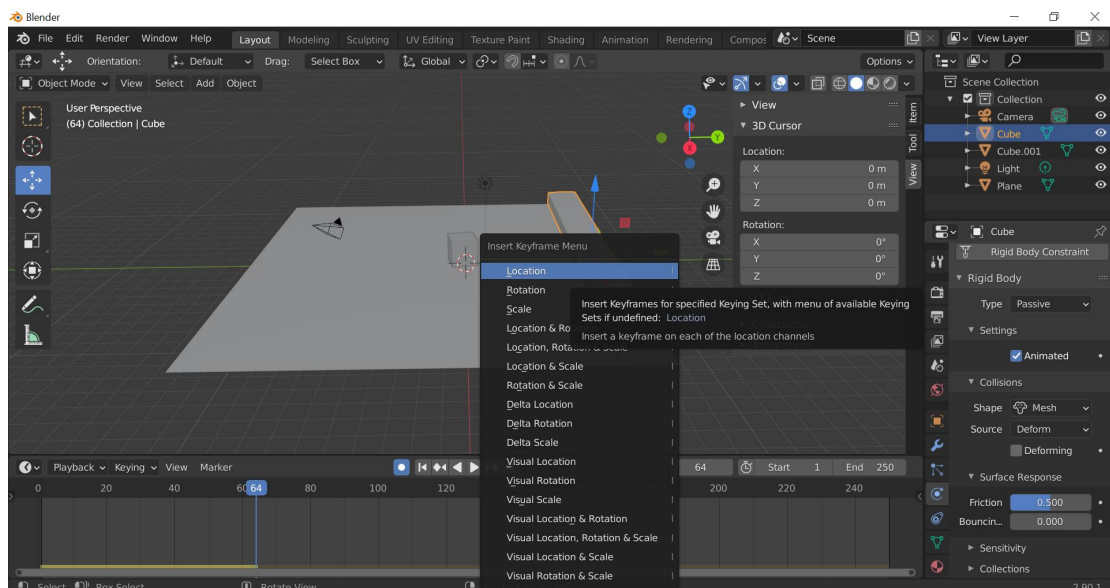 Blender
File Edit Render Window Help Layout Modeling Sculpting UV Editing Texture Paint Shading Animation Rendering Scene View Layer
Orientation: Default Drag: Select Box Global Options
Object Mode View Select Add Object
User Perspective
(64) Collection | Cube
Z
Y
X
View
3D Cursor
Location:
X 0 m
Y 0 m
Z 0 m
Rotation:
X 0°
Y 0°
Z 0°
Item
Tool
View
Scene Collection
Collection
Camera
Cube
Cube.001
Light
Plane
Cube
Rigid Body Constraint
Rigid Body
Type Passive
Settings
Animated
Collisions
Shape Mesh
Source Deform
Deforming
Surface Response
Friction 0.500
Bouncin... 0.000
Sensitivity
Collections
Insert Keyframe Menu
Location I
Rotation
Scale
Location & Ro
Location, Rotation & Scale
Location & Scale I
Rotation & Scale I
Delta Location I
Delta Rotation I
Delta Scale I
Visual Location
Visual Rotation
Visual Scale
Visual Location & Rotation I
Visual Location, Rotation & Scale I
Visual Location & Scale I
Visual Rotation & Scale I
Insert Keyframes for specified Keying Set, with menu of available Keying
Sets if undefined: Location
Insert a keyframe on each of the location channels
Playback Keying View Marker 64 Start 1 End 250
0 20 40 64 80 100 120 200 220 240
Select Box Select Rotate View 2.90.1